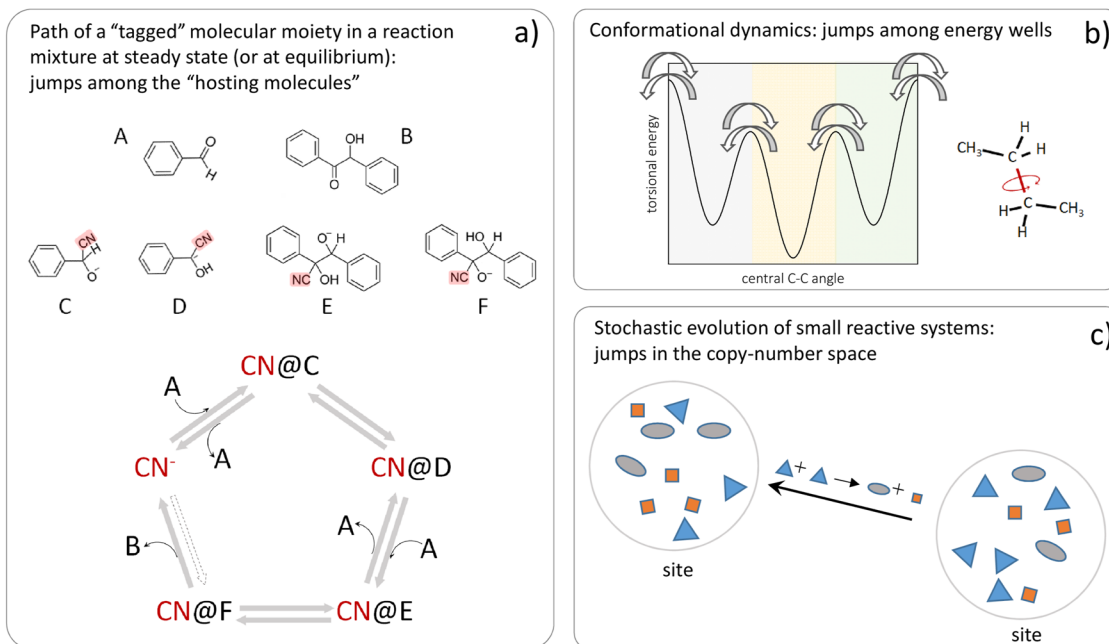 Path of a “tagged” molecular moiety in a reaction
mixture at steady state (or at equilibrium):
jumps among the “hosting molecules”
a)
A
O
H
OH
O
B
CN
H
O⁻
C
CN
OH
D
O⁻
H
NC
OH
E
HO
H
NC
O⁻
F
CN@C
A
A
CN⁻
CN@D
A
A
B
CN@F
CN@E
Conformational dynamics: jumps among energy wells
b)
torsional energy
central C-C angle
H
CH₃
C
H
H
C
CH₃
H
Stochastic evolution of small reactive systems:
jumps in the copy-number space
c)
+
+
site
site